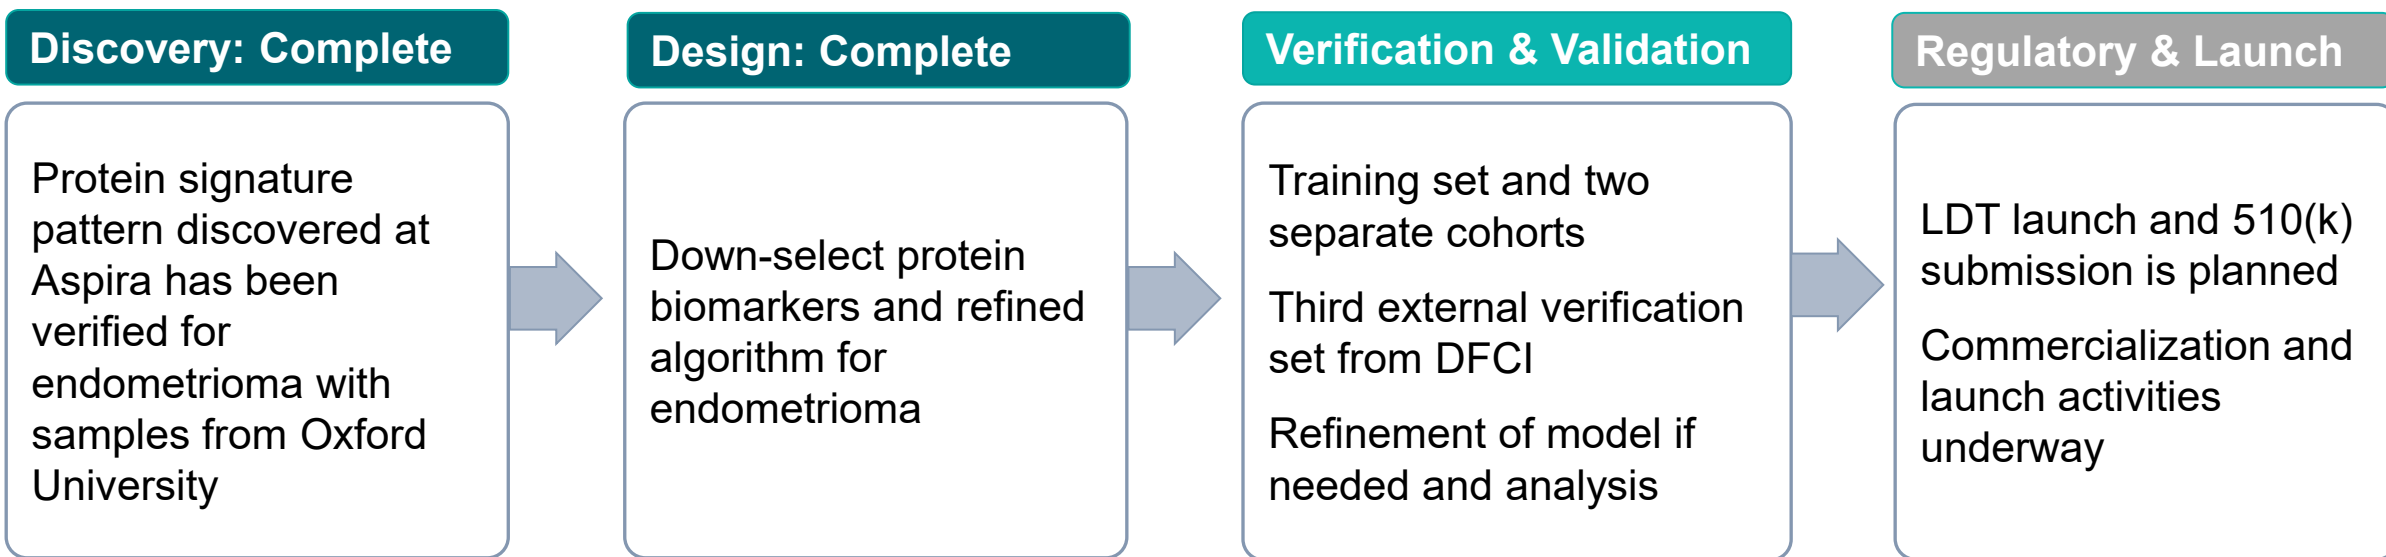 Discovery: Complete
Protein signature
pattern discovered at
Aspira has been
verified for
endometrioma with
samples from Oxford
University
Design: Complete
Down-select protein
biomarkers and refined
algorithm for
endometrioma
Verification & Validation
Training set and two
separate cohorts
Third external verification
set from DFCI
Refinement of model if
needed and analysis
Regulatory & Launch
LDT launch and 510(k)
submission is planned
Commercialization and
launch activities
underway